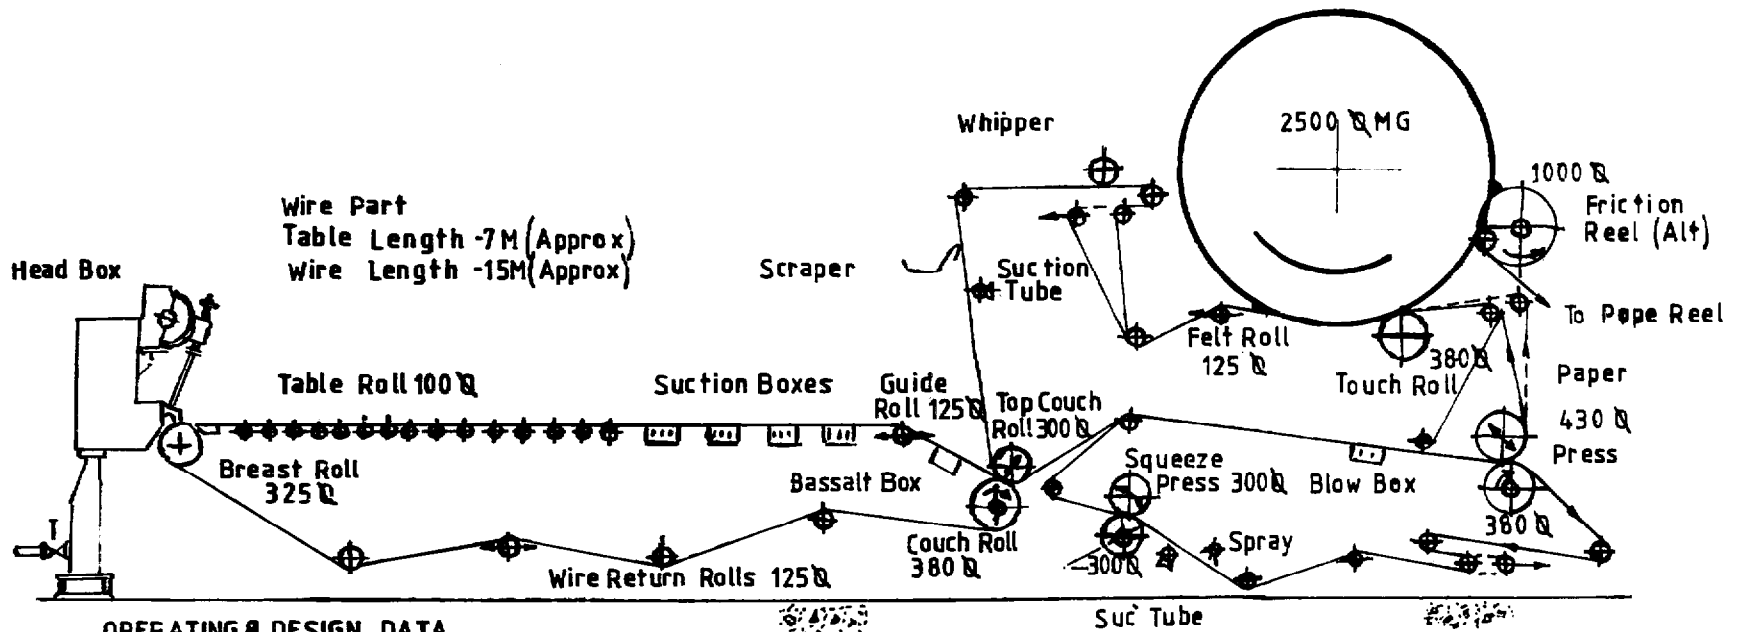 Whipper
2500 Ø MG
1000 Ø
Friction
Reel (Alt)
Wire Part
Table Length -7M (Approx)
Wire Length -15M (Approx)
Head Box
Scraper
Suction
Tube
To Pope Reel
Felt Roll
125 Ø
380 Ø
Touch Roll
Paper
430 Ø
Press
Table Roll 100 Ø
Suction Boxes
Guide
Roll 125 Ø
Top Couch
Roll 300 Ø
Breast Roll
325 Ø
Bassalt Box
Squeeze
Press 300 Ø
Blow Box
380 Ø
Couch Roll
380 Ø
-300 Ø
Spray
Wire Return Rolls 125 Ø
Suc Tube
OPERATING & DESIGN DATA